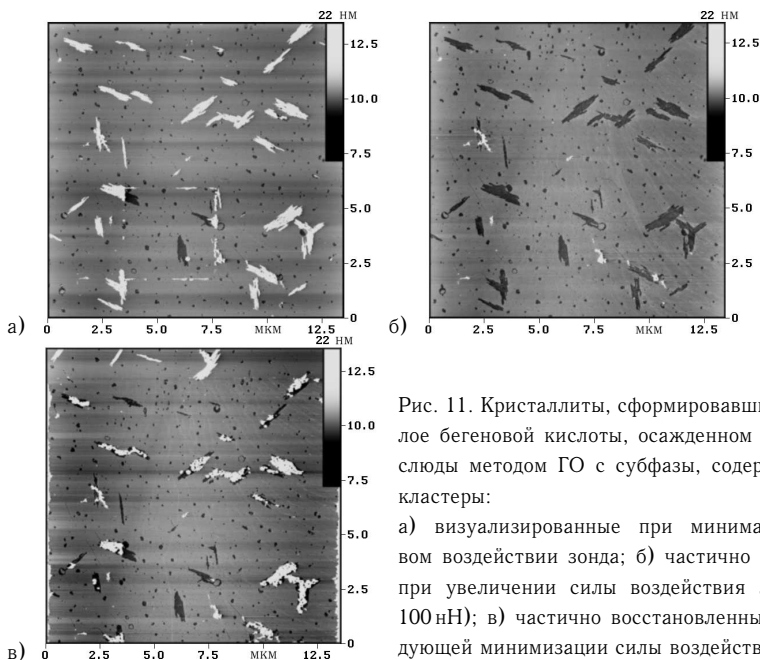 22 НМ
12.5
10.0
7.5
5.0
2.5
0
а)
0 2.5 5.0 7.5 МКМ 12.5
22 НМ
12.5
10.0
7.5
5.0
2.5
0
б)
0 2.5 5.0 7.5 МКМ 12.5
22 НМ
12.5
10.0
7.5
5.0
2.5
0
в)
0 2.5 5.0 7.5 МКМ 12.5
Рис. 11. Кристаллиты, сформировавши
лое бегеновой кислоты, осажденном
слюды методом ГО с субфазы, содер
кластеры:
а) визуализированные при минима
вом воздействии зонда; б) частично
при увеличении силы воздействия
100 нН); в) частично восстановленны
дующей минимизации силы воздейств